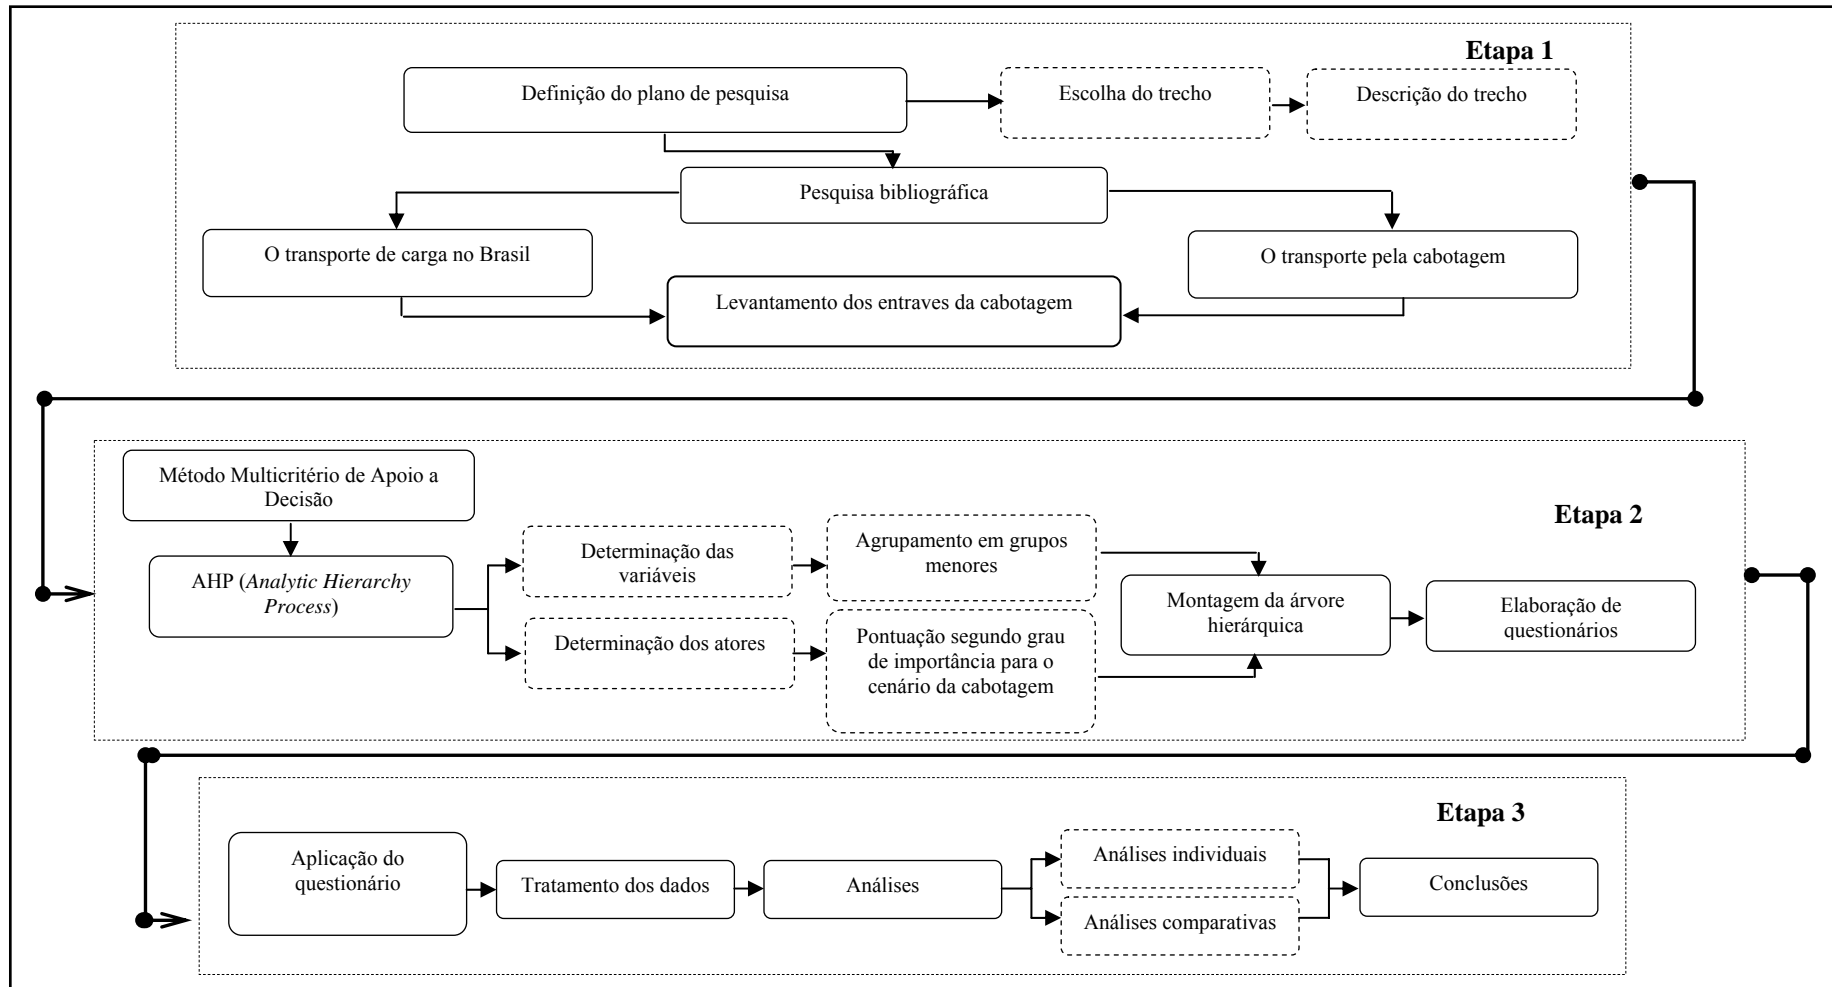 Etapa 1
Definição do plano de pesquisa
Escolha do trecho
Descrição do trecho
Pesquisa bibliográfica
O transporte de carga no Brasil
O transporte pela cabotagem
Levantamento dos entraves da cabotagem
Etapa 2
Método Multicritério de Apoio a
Decisão
AHP (Analytic Hierarchy
Process)
Determinação das
variáveis
Agrupamento em grupos
menores
Determinação dos atores
Pontuação segundo grau
de importância para o
cenário da cabotagem
Montagem da árvore
hierárquica
Elaboração de
questionários
Etapa 3
Aplicação do
questionário
Tratamento dos dados
Análises
Análises individuais
Análises comparativas
Conclusões